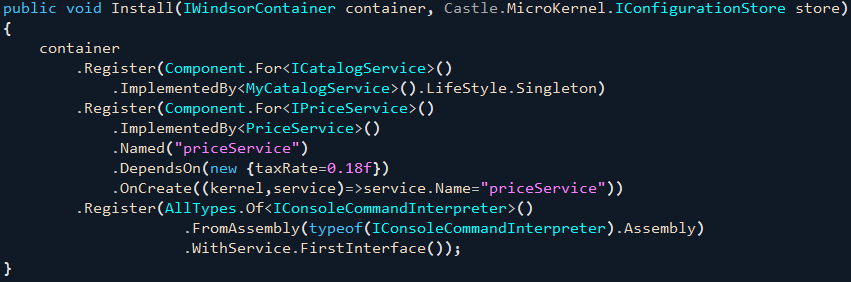 public void Install(IWindsorContainer container, Castle.MicroKernel.IConfigurationStore store)
{
    container
        .Register(Component.For<ICatalogService>()
            .ImplementedBy<MyCatalogService>().LifeStyle.Singleton)
        .Register(Component.For<IPriceService>()
            .ImplementedBy<PriceService>()
            .Named("priceService")
            .DependsOn(new {taxRate=0.18f})
            .OnCreate((kernel,service)=>service.Name="priceService"))
        .Register(AllTypes.Of<IConsoleCommandInterpreter>()
                    .FromAssembly(typeof(IConsoleCommandInterpreter).Assembly)
                    .WithService.FirstInterface());
}